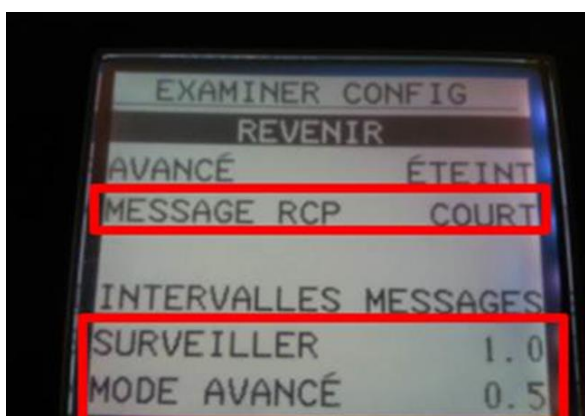 EXAMINER CONFIG
REVENIR
AVANCÉ ÉTEINT
MESSAGE RCP COURT
INTERVALLES MESSAGES
SURVEILLER 1.0
MODE AVANCÉ 0.5